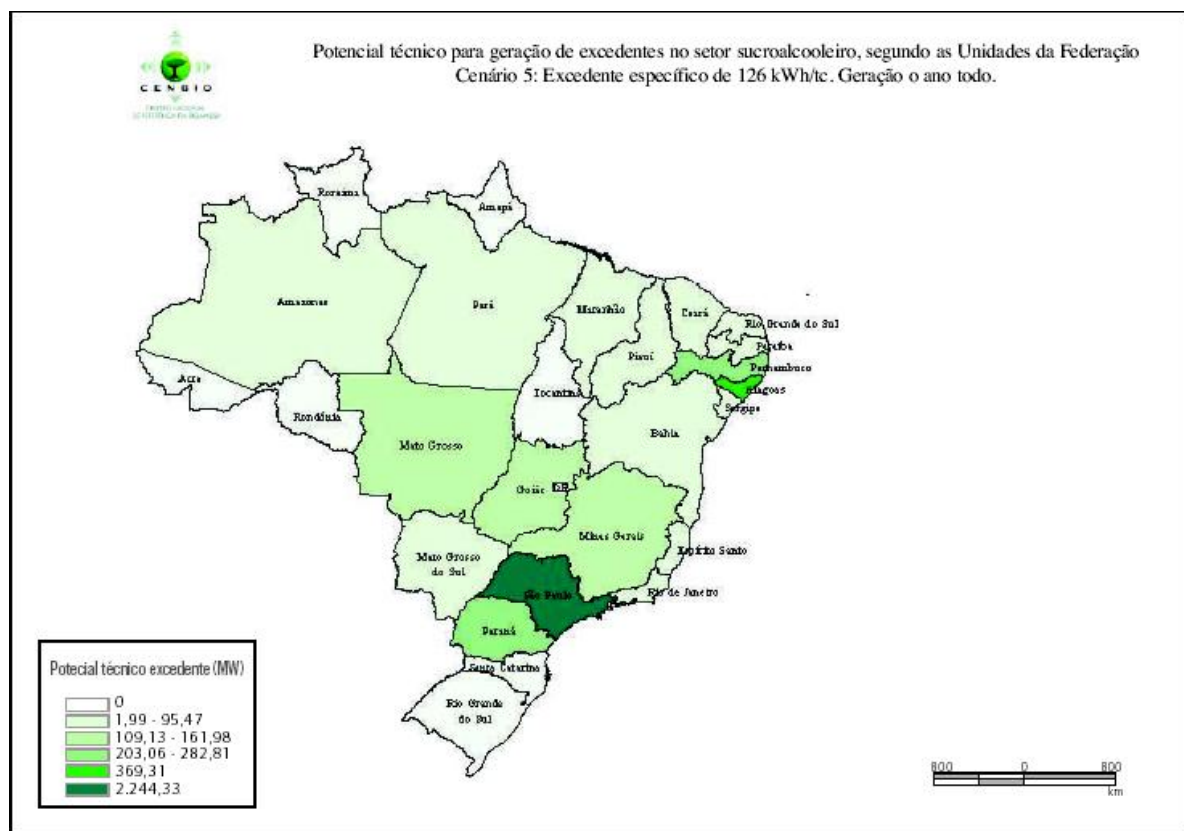 Potencial técnico para geração de excedentes no setor sucroalcooleiro, segundo as Unidades da Federação
Cenário 5: Excedente específico de 126 kWh/tc. Geração o ano todo.
CENBIO
Roraima
Amapá
Amazonas
Pará
Maranhão
Ceará
Rio Grande do Sul
Paraíba
Piauí
Pernambuco
Acre
Tocantins
Alagoas
Sergipe
Rondônia
Bahia
Mato Grosso
Goiás
DF
Minas Gerais
Espírito Santo
Mato Grosso
do Sul
São Paulo
Rio de Janeiro
Paraná
Santa Catarina
Rio Grande
do Sul
Potecial técnico excedente (MW)
0
1,99 - 95,47
109,13 - 161,98
203,06 - 282,81
369,31
2.244,33
800 0 800
km